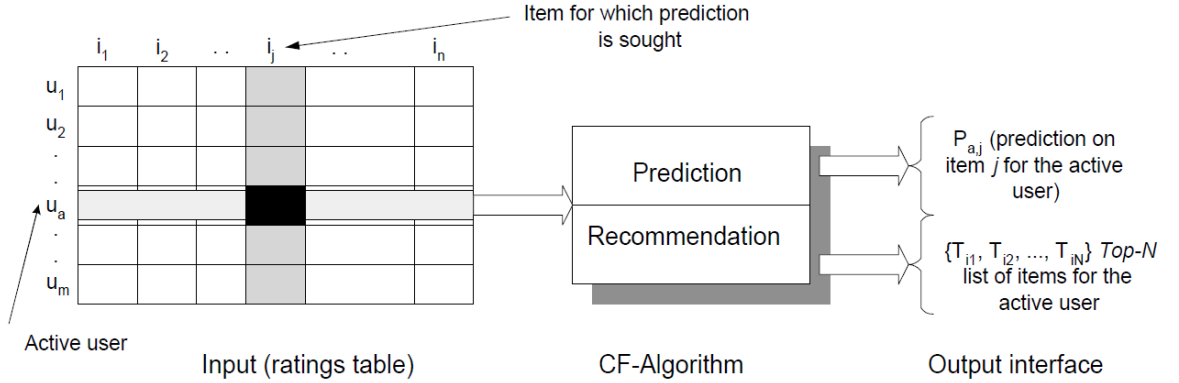 Item for which prediction
is sought
i1 i2 . . ij . . in
u1
u2
.
.
ua
.
.
um
Active user
Input (ratings table)
Prediction
Recommendation
CF-Algorithm
Pa,j (prediction on
item j for the active
user)
{Ti1, Ti2, ..., TiN} Top-N
list of items for the
active user
Output interface